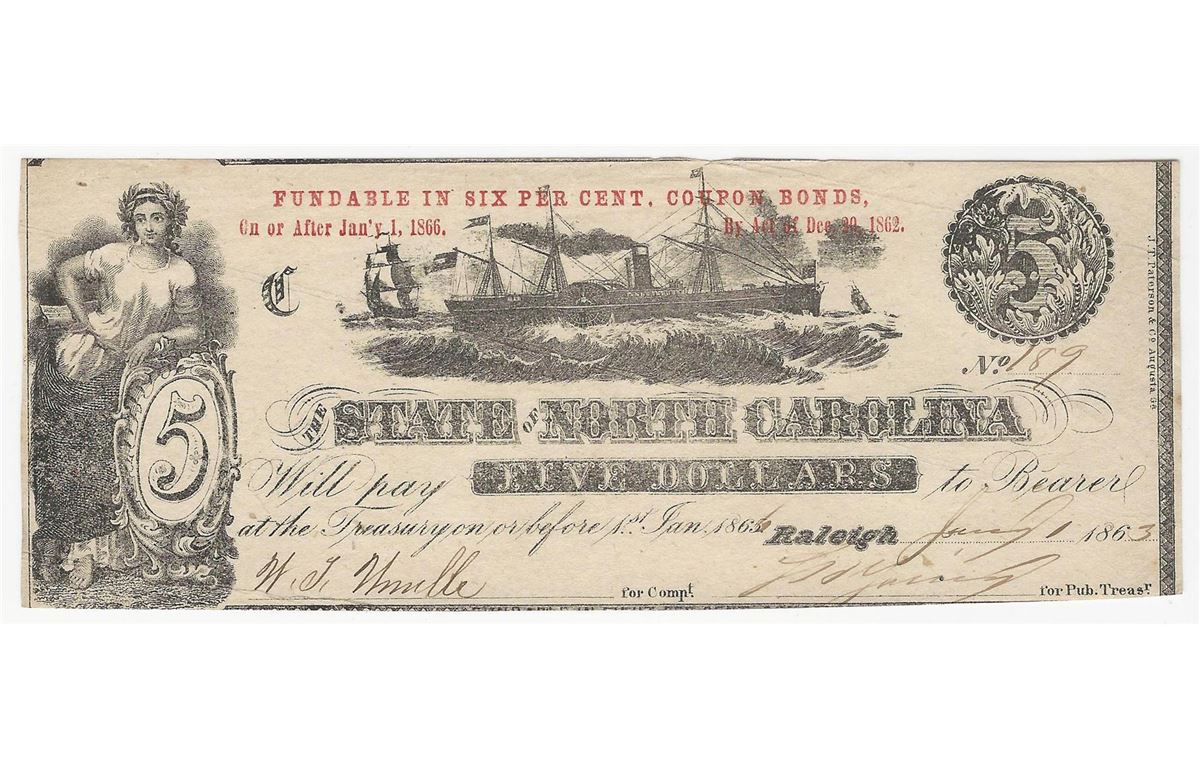 FUNDABLE IN SIX PER CENT. COUPON BONDS,
On or After Jan'y 1, 1866. By Act of Dec. 20, 1862.
C
5
No. 189
THE STATE OF NORTH CAROLINA
5
Will pay FIVE DOLLARS to Bearer
at the Treasury on or before 1st Jan, 1866 Raleigh Jany 1 1863
for Compt. for Pub. Treasr.
J. T. Paterson & Co Augusta Ga